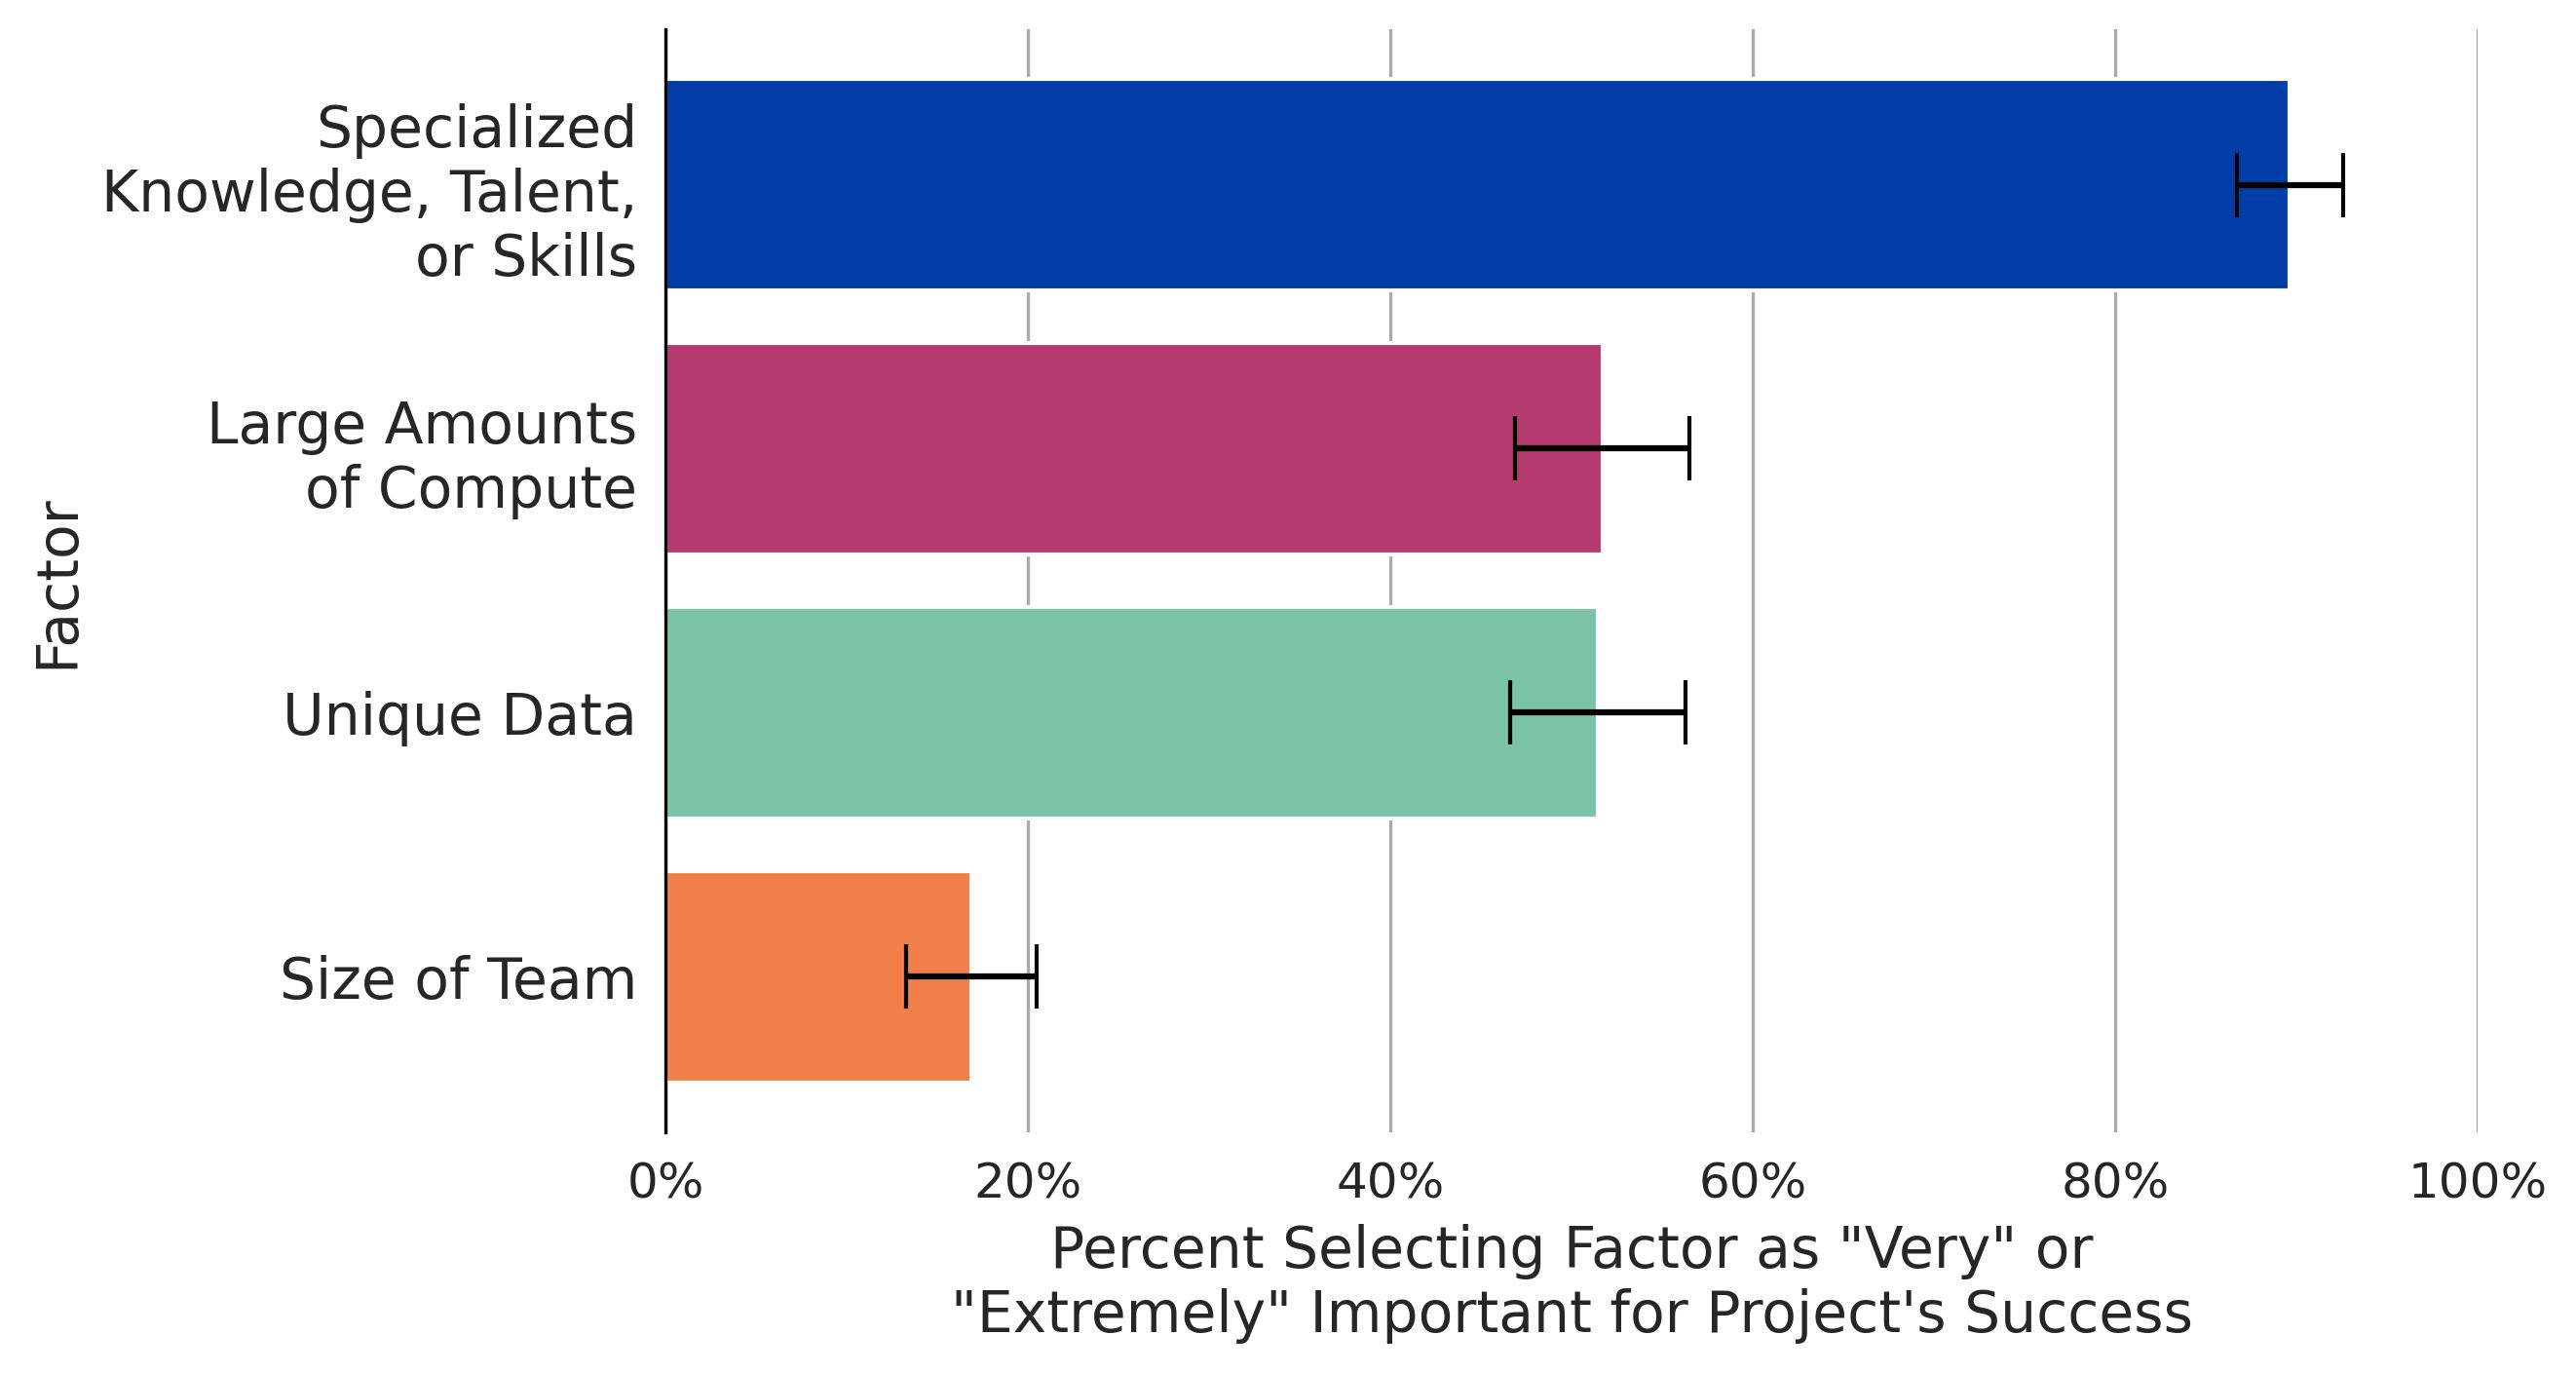 Specialized
Knowledge, Talent,
or Skills
Large Amounts
of Compute
Unique Data
Size of Team
Factor
0%
20%
40%
60%
80%
100%
Percent Selecting Factor as "Very" or
"Extremely" Important for Project's Success